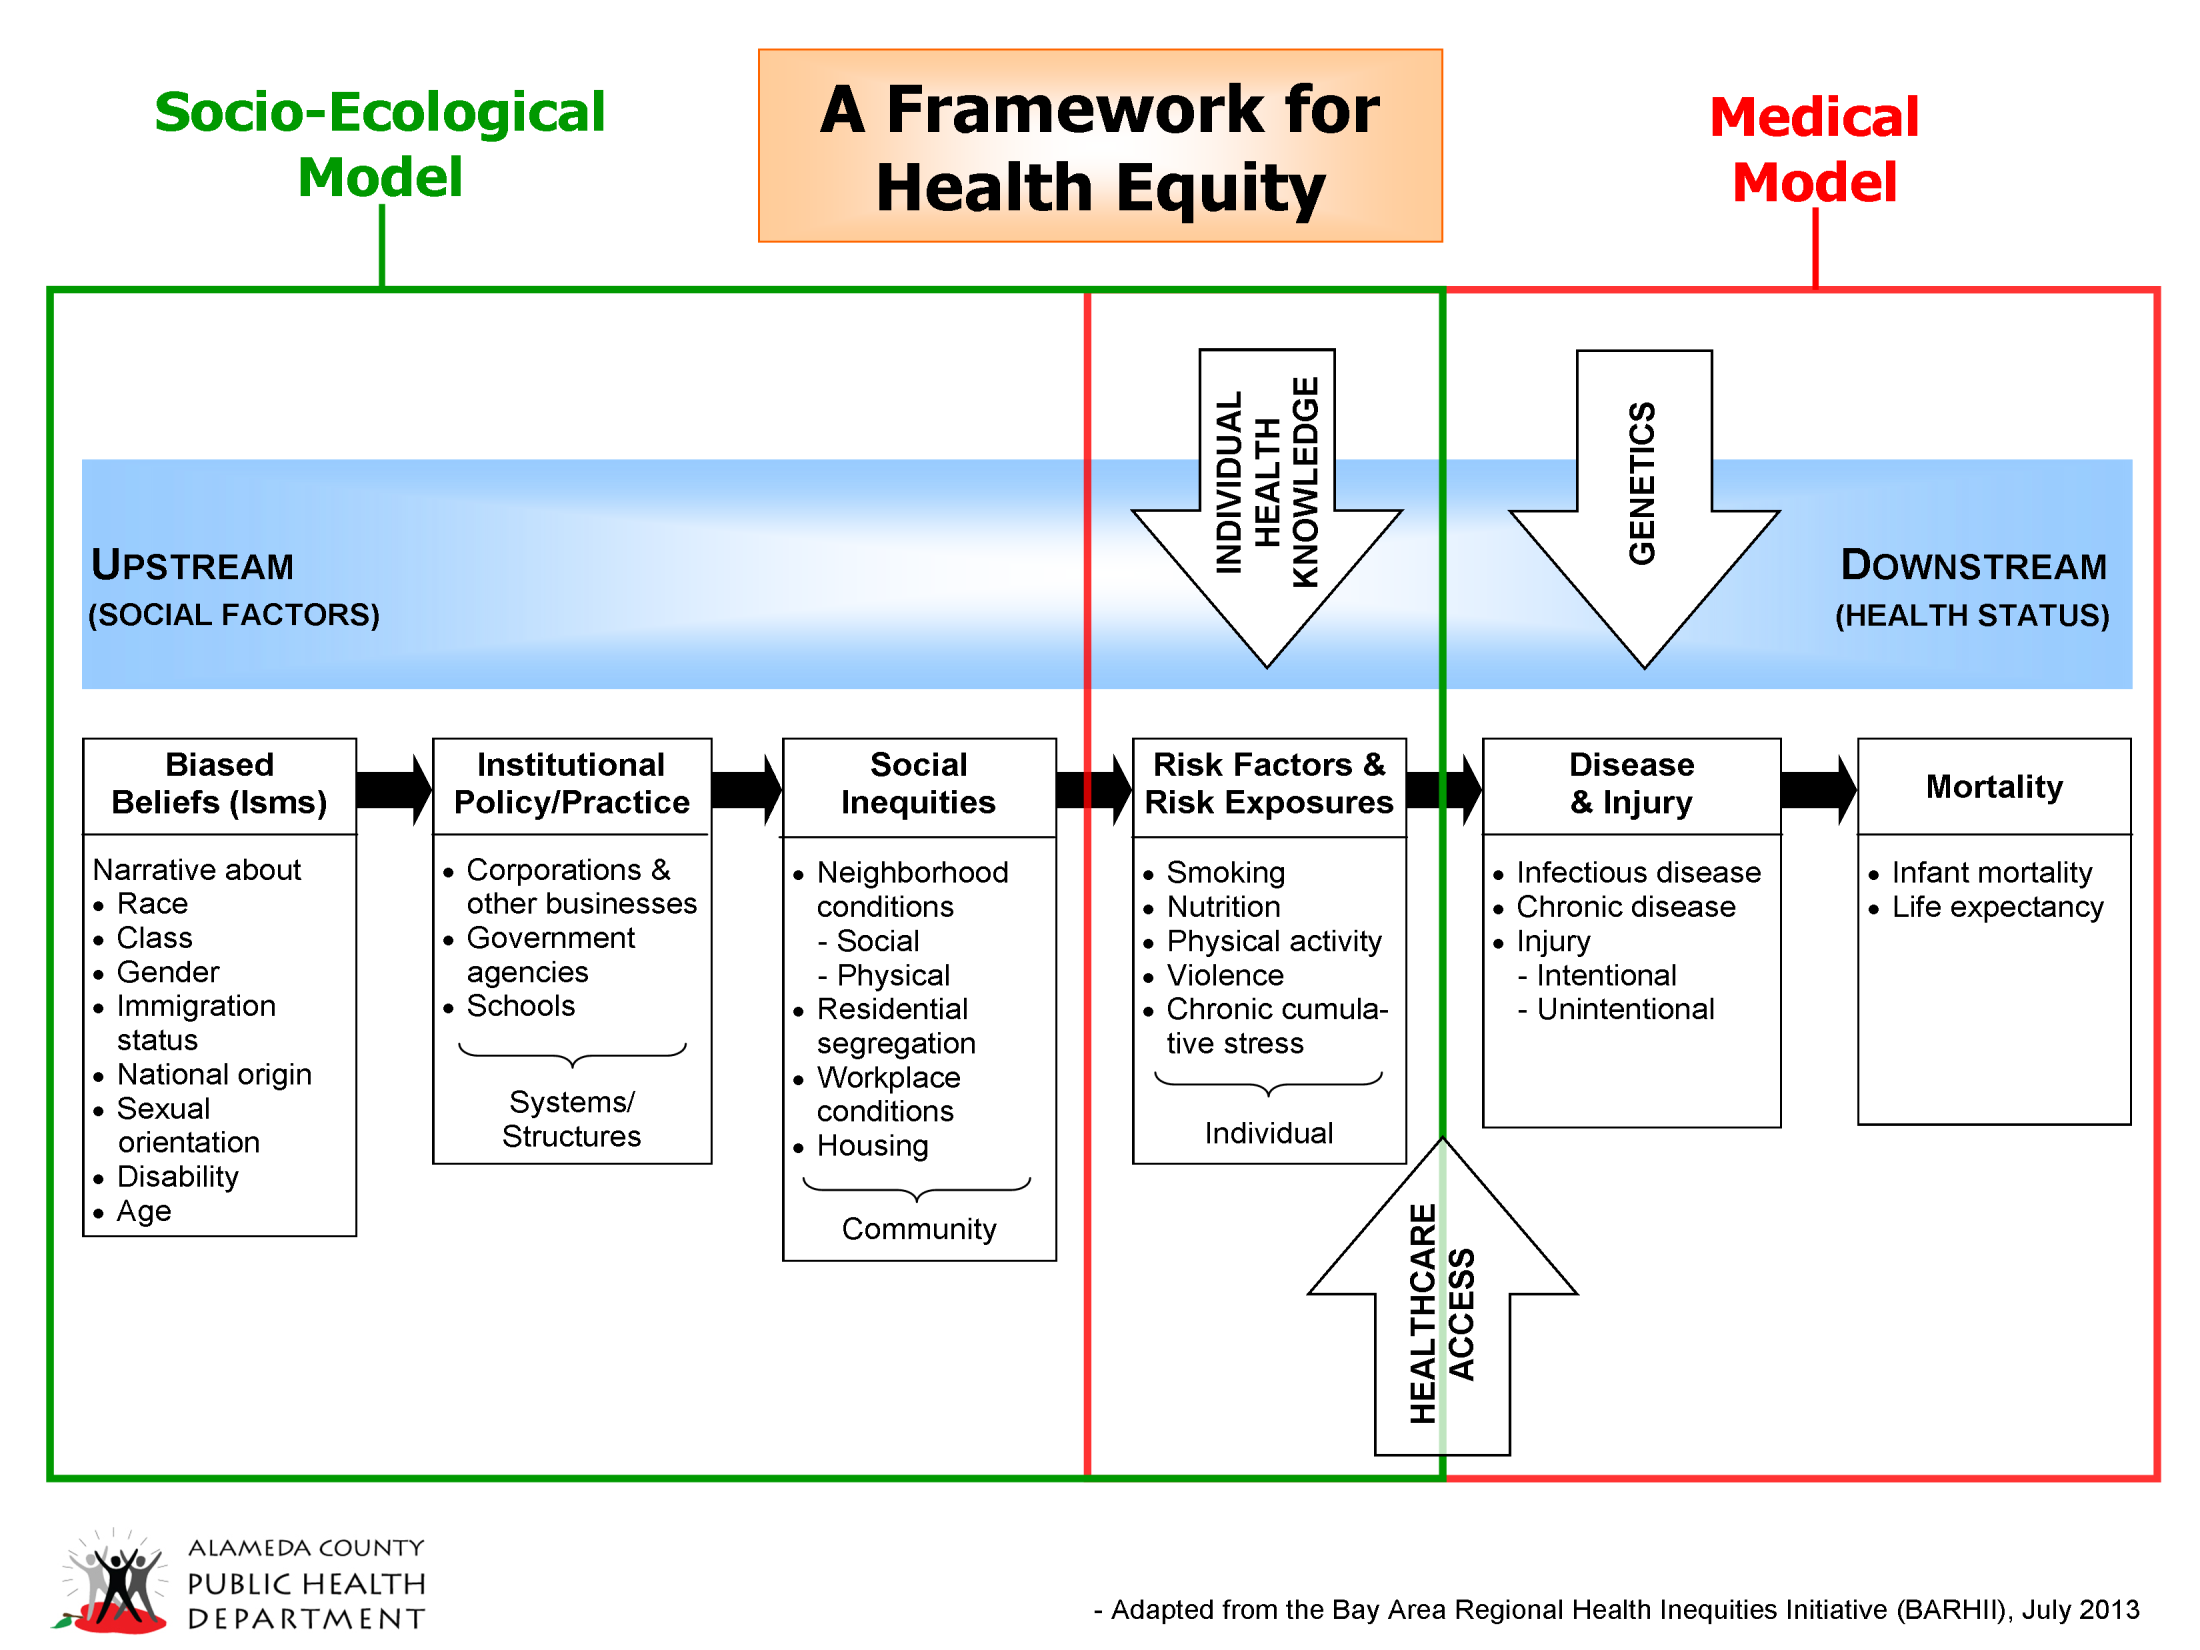 Socio-Ecological
Model
A Framework for
Health Equity
Medical
Model
INDIVIDUAL
HEALTH
KNOWLEDGE
GENETICS
UPSTREAM
(SOCIAL FACTORS)
DOWNSTREAM
(HEALTH STATUS)
Biased
Beliefs (Isms)
Narrative about
• Race
• Class
• Gender
• Immigration
status
• National origin
• Sexual
orientation
• Disability
• Age
Institutional
Policy/Practice
• Corporations &
other businesses
• Government
agencies
• Schools
Systems/
Structures
Social
Inequities
• Neighborhood
conditions
- Social
- Physical
• Residential
segregation
• Workplace
conditions
• Housing
Community
Risk Factors &
Risk Exposures
• Smoking
• Nutrition
• Physical activity
• Violence
• Chronic cumula-
tive stress
Individual
Disease
& Injury
• Infectious disease
• Chronic disease
• Injury
- Intentional
- Unintentional
Mortality
• Infant mortality
• Life expectancy
HEALTHCARE
ACCESS
ALAMEDA COUNTY
PUBLIC HEALTH
DEPARTMENT
- Adapted from the Bay Area Regional Health Inequities Initiative (BARHII), July 2013